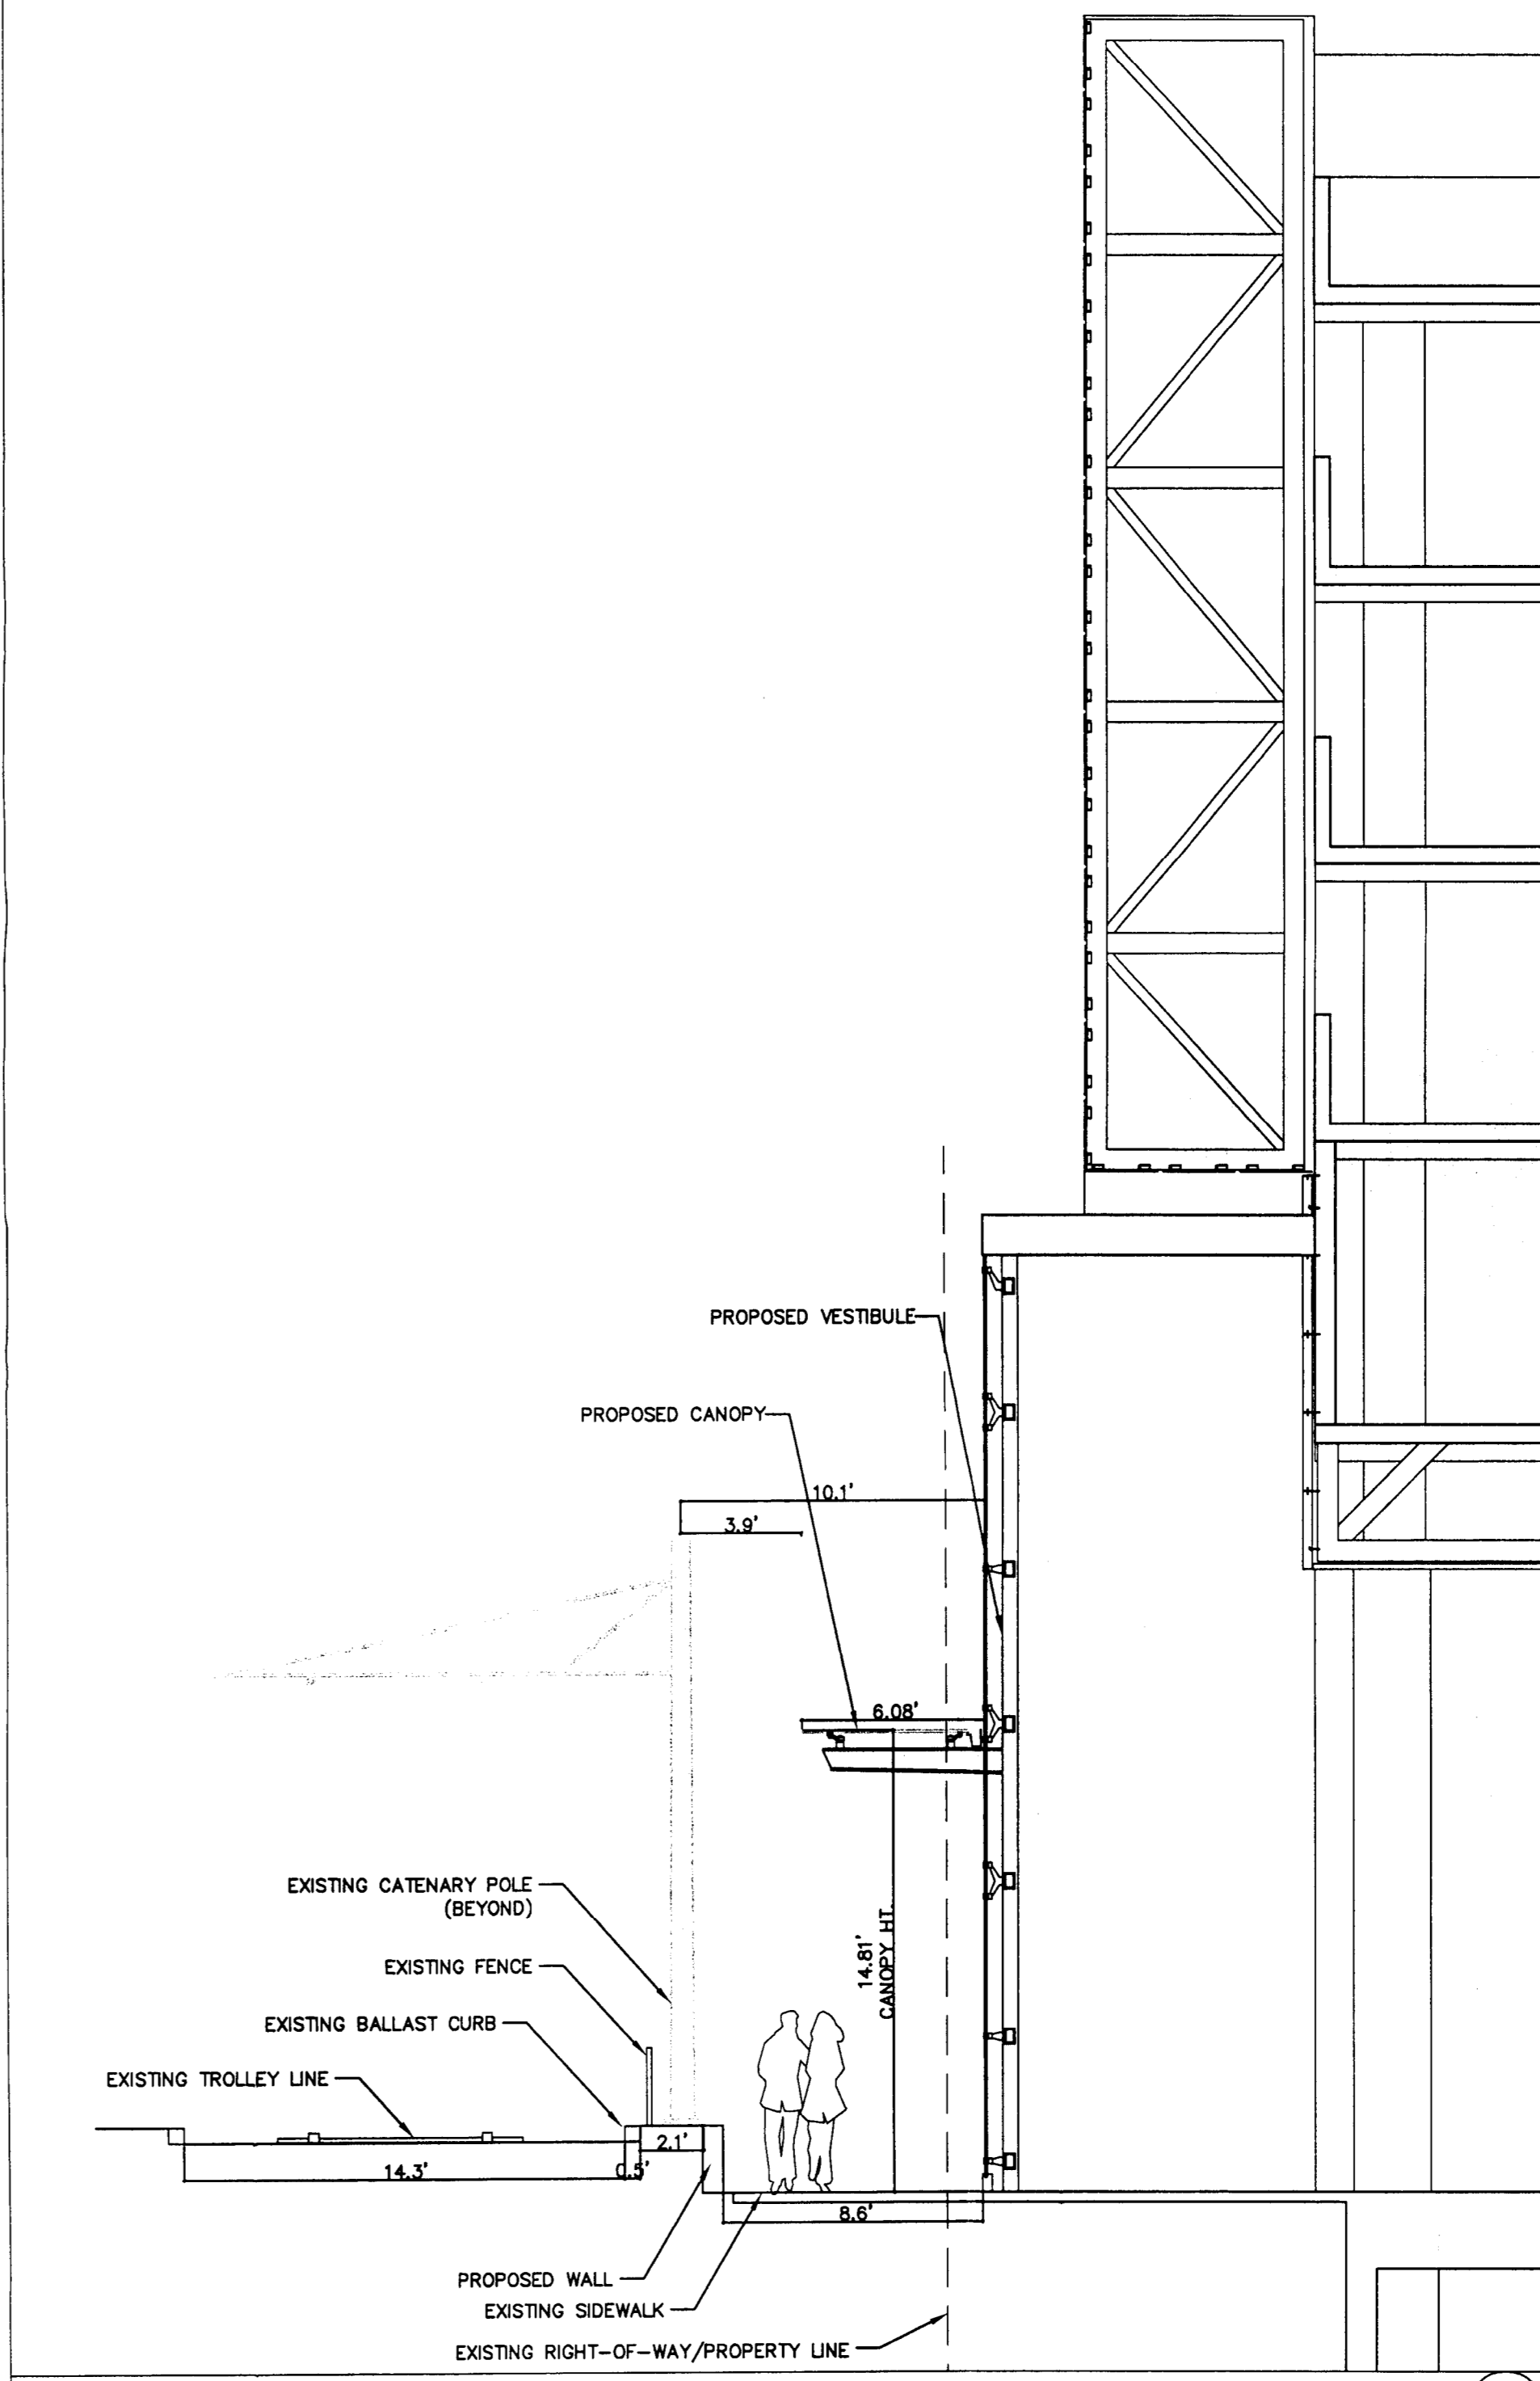 PROPOSED VESTIBULE
PROPOSED CANOPY
10.1'
3.9'
6.08'
EXISTING CATENARY POLE
(BEYOND)
14.81'
CANOPY HT.
EXISTING FENCE
EXISTING BALLAST CURB
EXISTING TROLLEY LINE
2.1'
14.3'
0.5'
8.6'
PROPOSED WALL
EXISTING SIDEWALK
EXISTING RIGHT-OF-WAY/PROPERTY LINE